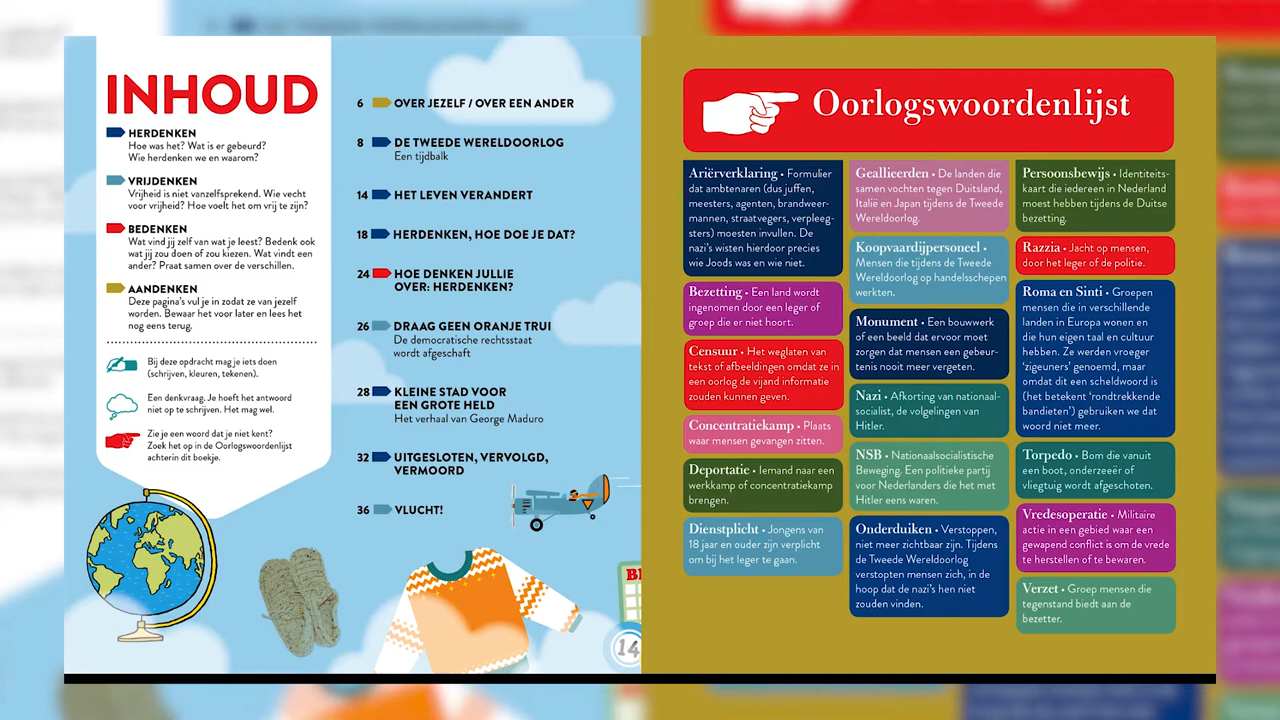 INHOUD
HERDENKEN
Hoe was het? Wat is er gebeurd?
Wie herdenken we en waarom?
VRIJDENKEN
Vrijheid is niet vanzelfsprekend. Wie vecht
voor vrijheid? Hoe voelt het om vrij te zijn?
BEDENKEN
Wat vind jij zelf van wat je leest? Bedenk ook
wat jij zou doen of zou kiezen. Wat vindt een
ander? Praat samen over de verschillen.
AANDENKEN
Deze pagina's vul je in zodat ze van jezelf
worden. Bewaar het voor later en lees het
nog eens terug.
Bij deze opdracht mag je iets doen
(schrijven, kleuren, tekenen).
Een denkvraag. Je hoeft het antwoord
niet op te schrijven. Het mag wel.
Zie je een woord dat je niet kent?
Zoek het op in de Oorlogswoordenlijst
achterin dit boekje.
6 OVER JEZELF / OVER EEN ANDER
8 DE TWEEDE WERELDOORLOG
Een tijdbalk
14 HET LEVEN VERANDERT
18 HERDENKEN, HOE DOE JE DAT?
24 HOE DENKEN JULLIE
OVER: HERDENKEN?
26 DRAAG GEEN ORANJE TRUI
De democratische rechtsstaat
wordt afgeschaft
28 KLEINE STAD VOOR
EEN GROTE HELD
Het verhaal van George Maduro
32 UITGESLOTEN, VERVOLGD,
VERMOORD
36 VLUCHT!
14
Oorlogswoordenlijst
Ariërverklaring • Formulier
dat ambtenaren (dus juffen,
meesters, agenten, brandweer-
mannen, straatvegers, verpleeg-
sters) moesten invullen. De
nazi's wisten hierdoor precies
wie Joods was en wie niet.
Bezetting • Een land wordt
ingenomen door een leger of
groep die er niet hoort.
Censuur • Het weglaten van
tekst of afbeeldingen omdat ze in
een oorlog de vijand informatie
zouden kunnen geven.
Concentratiekamp • Plaats
waar mensen gevangen zitten.
Deportatie • Iemand naar een
werkkamp of concentratiekamp
brengen.
Dienstplicht • Jongens van
18 jaar en ouder zijn verplicht
om bij het leger te gaan.
Geallieerden • De landen die
samen vochten tegen Duitsland,
Italië en Japan tijdens de Tweede
Wereldoorlog.
Koopvaardijpersoneel •
Mensen die tijdens de Tweede
Wereldoorlog op handelsschepen
werkten.
Monument • Een bouwwerk
of een beeld dat ervoor moet
zorgen dat mensen een gebeur-
tenis nooit meer vergeten.
Nazi • Afkorting van nationaal-
socialist, de volgelingen van
Hitler.
NSB • Nationaalsocialistische
Beweging. Een politieke partij
voor Nederlanders die het met
Hitler eens waren.
Onderduiken • Verstoppen,
niet meer zichtbaar zijn. Tijdens
de Tweede Wereldoorlog
verstopten mensen zich, in de
hoop dat de nazi's hen niet
zouden vinden.
Persoonsbewijs • Identiteits-
kaart die iedereen in Nederland
moest hebben tijdens de Duitse
bezetting.
Razzia • Jacht op mensen,
door het leger of de politie.
Roma en Sinti • Groepen
mensen die in verschillende
landen in Europa wonen en
die hun eigen taal en cultuur
hebben. Ze werden vroeger
'zigeuners' genoemd, maar
omdat dit een scheldwoord is
(het betekent 'rondtrekkende
bandieten') gebruiken we dat
woord niet meer.
Torpedo • Bom die vanuit
een boot, onderzeeër of
vliegtuig wordt afgeschoten.
Vredesoperatie • Militaire
actie in een gebied waar een
gewapend conflict is om de vrede
te herstellen of te bewaren.
Verzet • Groep mensen die
tegenstand biedt aan de
bezetter.